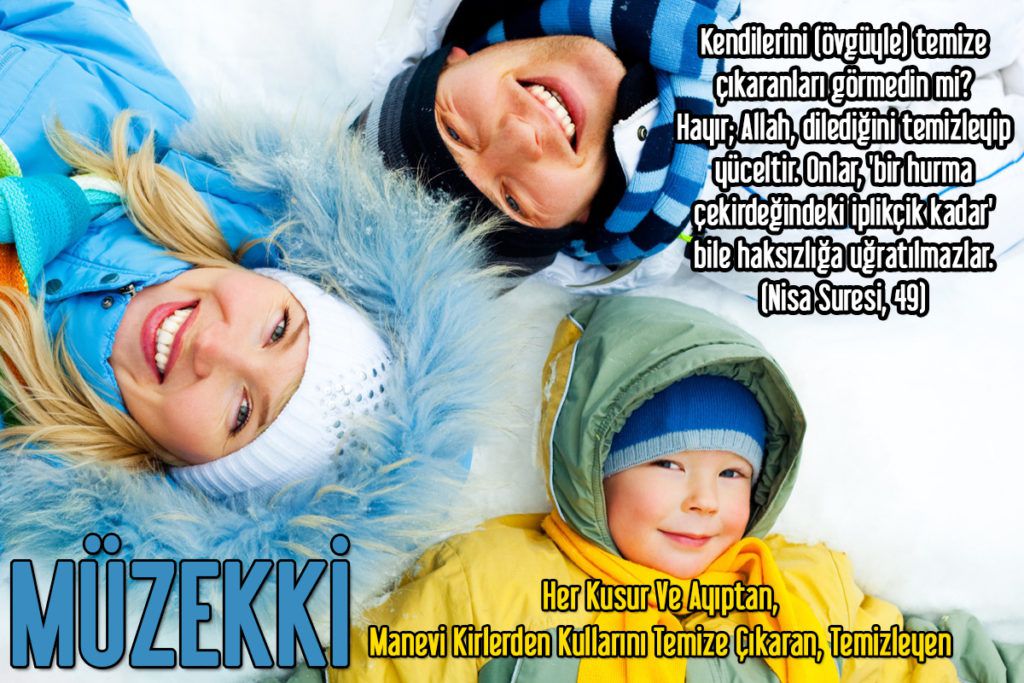 Kendilerini (övgüyle) temize
çıkaranları görmedin mi?
Hayır; Allah, dilediğini temizleyip
yüceltir. Onlar, 'bir hurma
çekirdeğindeki iplikçik kadar'
bile haksızlığa uğratılmazlar.
(Nisa Suresi, 49)
MÜZEKKİ
Her Kusur Ve Ayıptan,
Manevi Kirlerden Kullarını Temize Çıkaran, Temizleyen